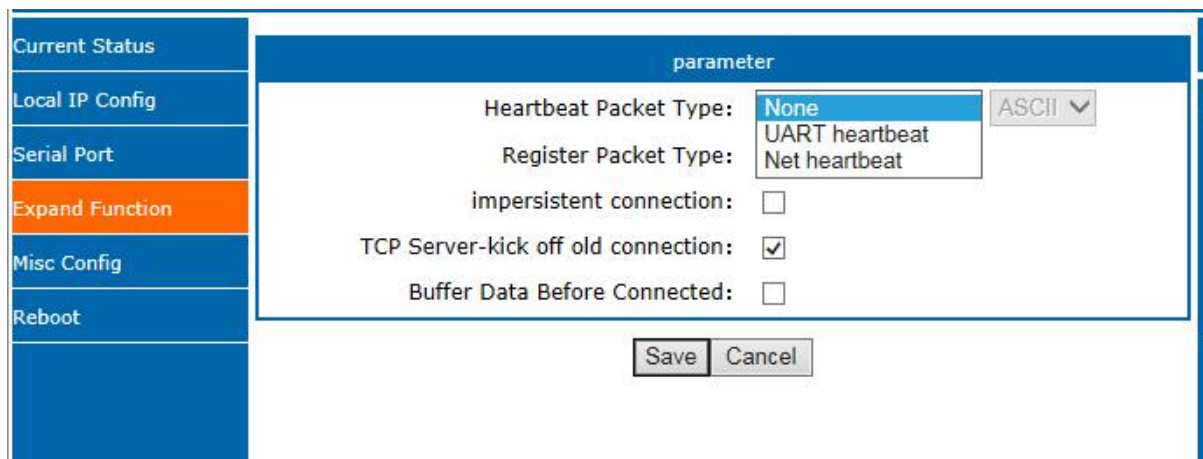 Current Status
Local IP Config
Serial Port
Expand Function
Misc Config
Reboot
parameter
Heartbeat Packet Type: None ASCII
UART heartbeat
Register Packet Type: Net heartbeat
impersistent connection:
TCP Server-kick off old connection:
Buffer Data Before Connected:
Save Cancel